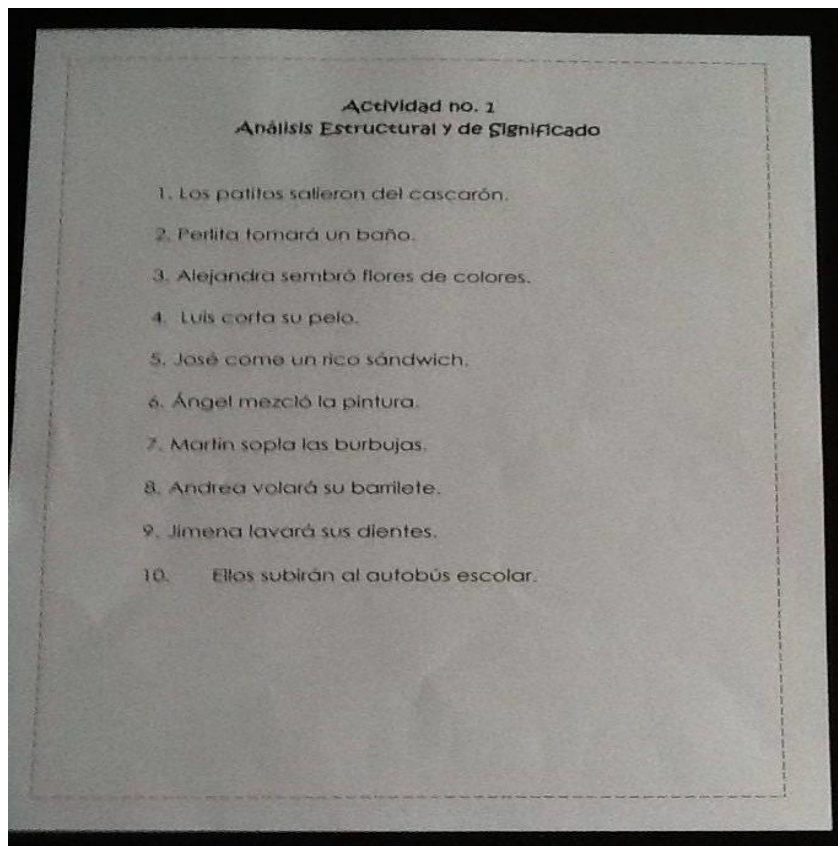 Actividad no. 1
Análisis Estructural y de Significado
1. Los patitos salieron del cascarón.
2. Perlita tomará un baño.
3. Alejandra sembró flores de colores.
4. Luis corta su pelo.
5. José come un rico sándwich.
6. Ángel mezcló la pintura.
7. Martín sopla las burbujas.
8. Andrea volará su barrilete.
9. Jimena lavará sus dientes.
10. Ellos subirán al autobús escolar.